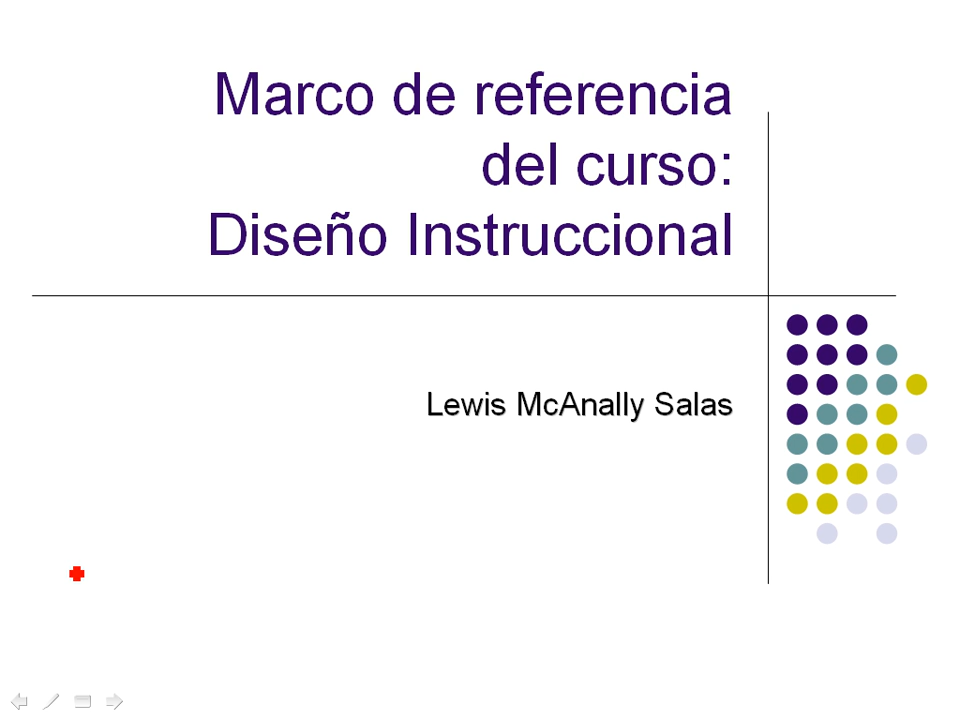 Marco de referencia
del curso:
Diseño Instruccional
Lewis McAnally Salas